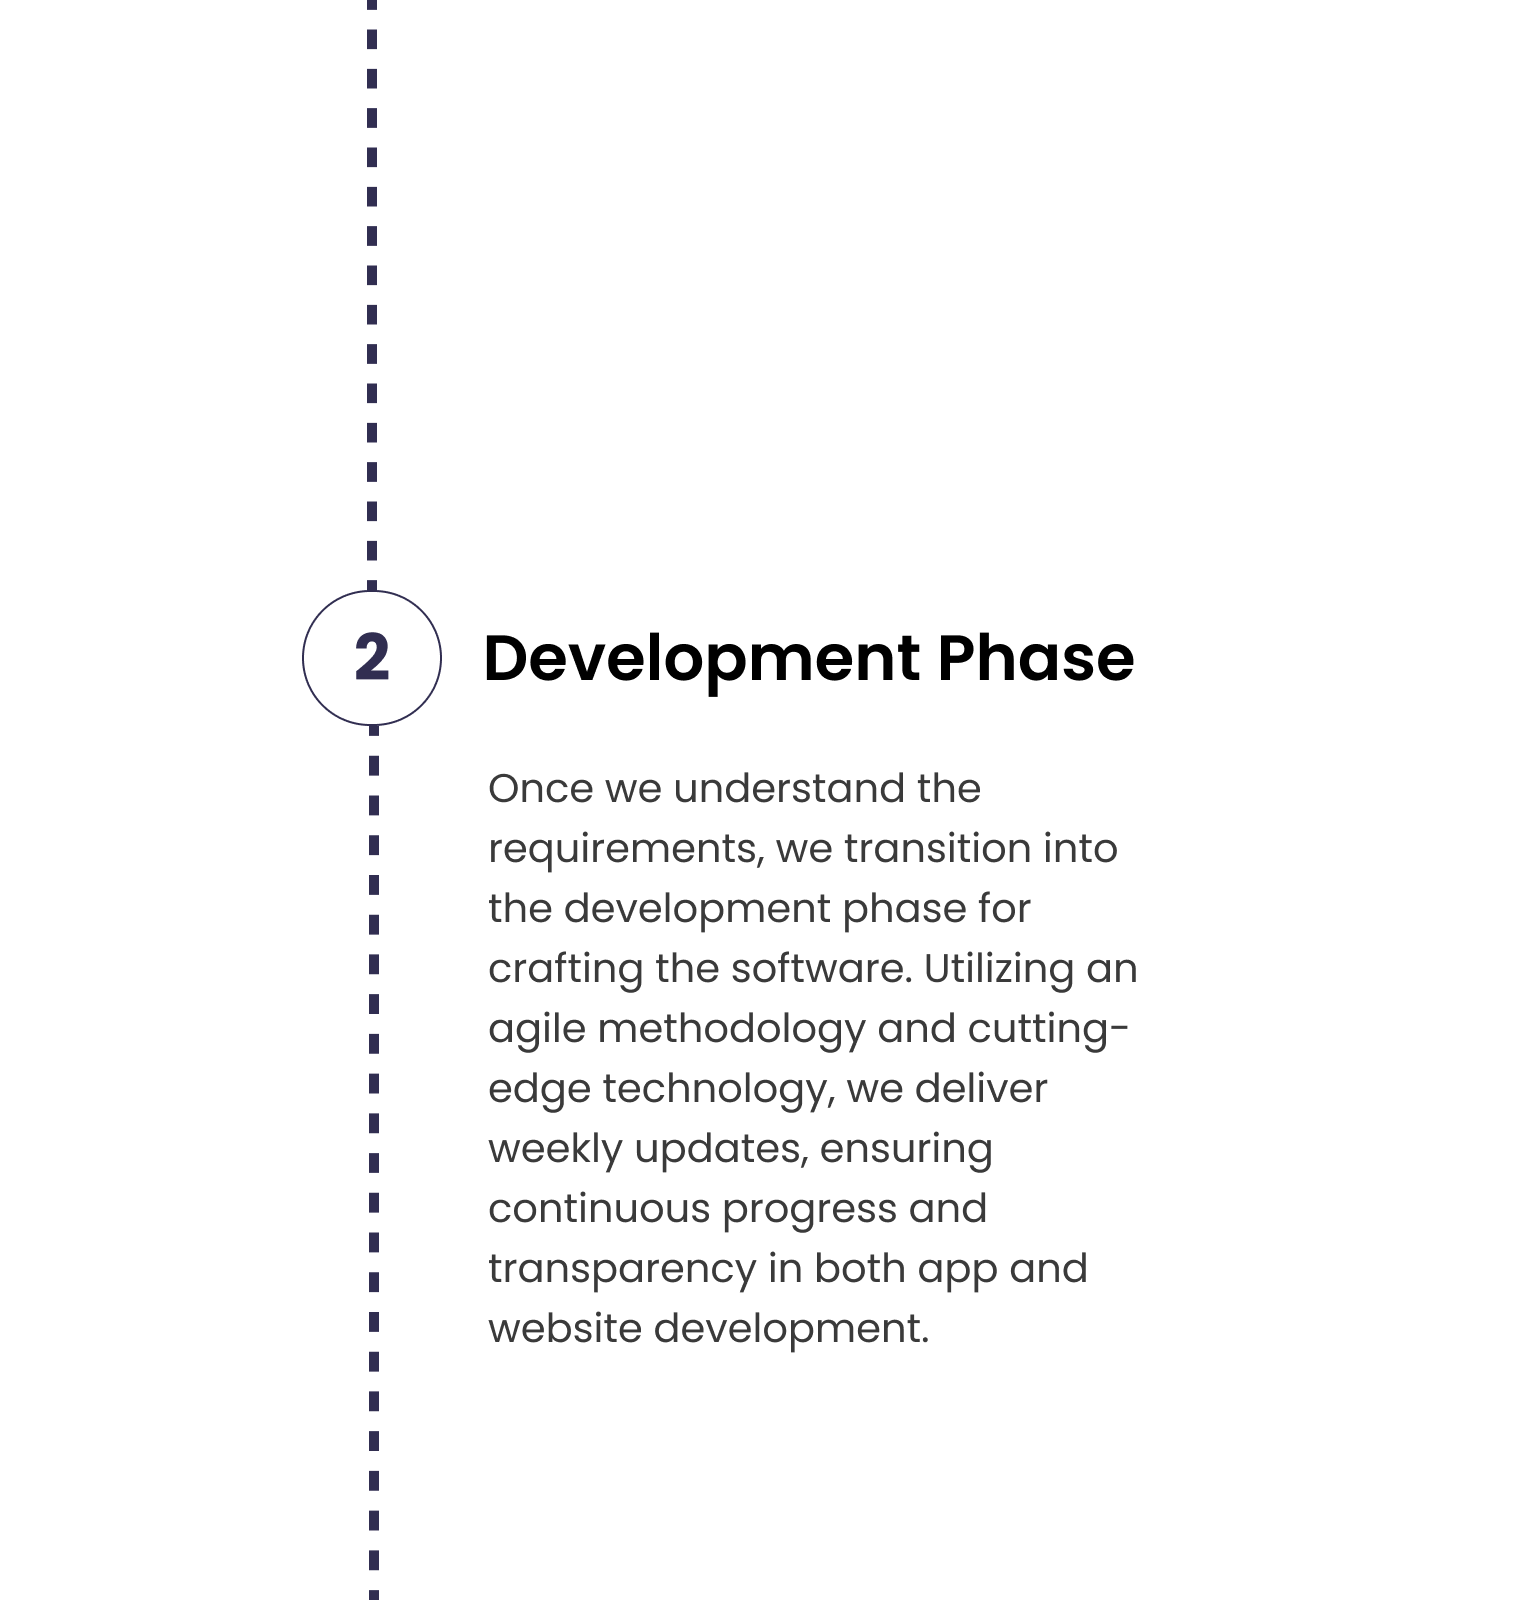 2
Development Phase
Once we understand the
requirements, we transition into
the development phase for
crafting the software. Utilizing an
agile methodology and cutting-
edge technology, we deliver
weekly updates, ensuring
continuous progress and
transparency in both app and
website development.